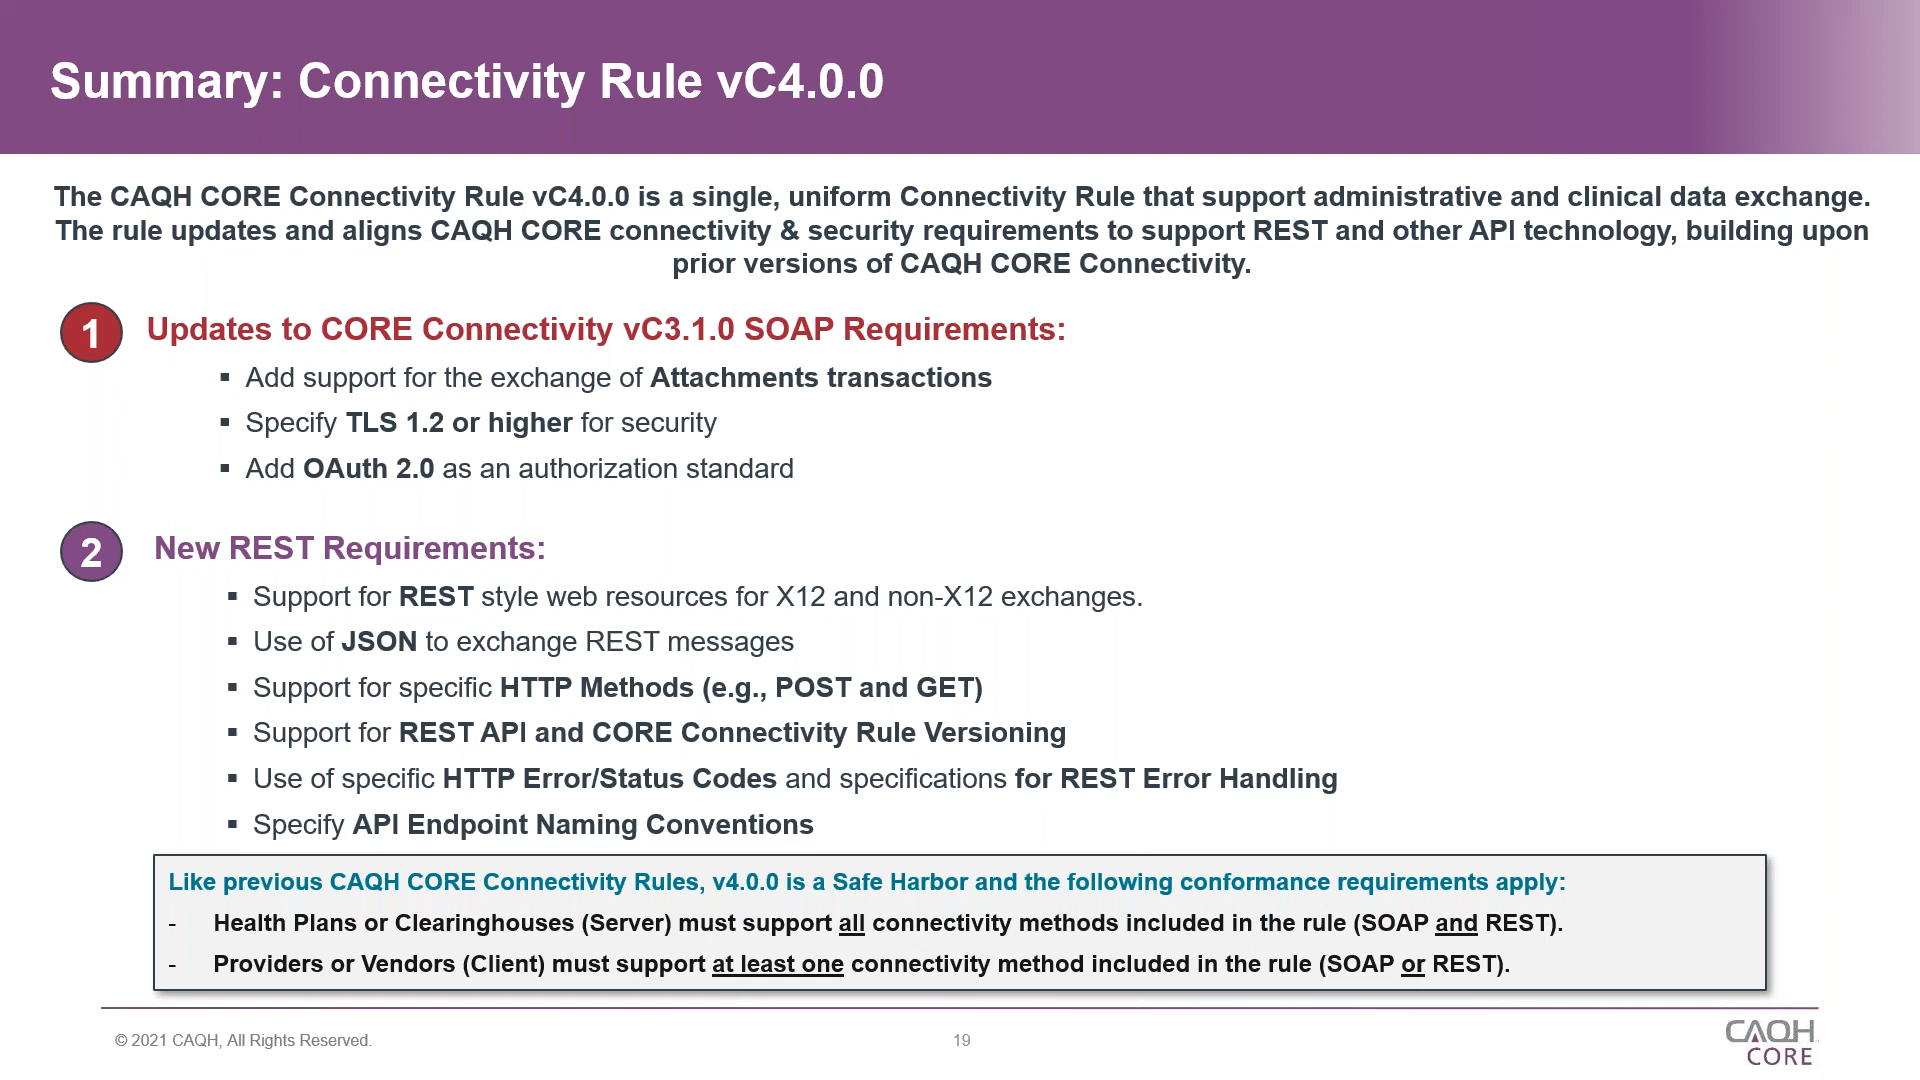 Summary: Connectivity Rule vC4.0.0
The CAQH CORE Connectivity Rule vC4.0.0 is a single, uniform Connectivity Rule that support administrative and clinical data exchange.
The rule updates and aligns CAQH CORE connectivity & security requirements to support REST and other API technology, building upon
prior versions of CAQH CORE Connectivity.
1 Updates to CORE Connectivity vC3.1.0 SOAP Requirements:
▪ Add support for the exchange of Attachments transactions
▪ Specify TLS 1.2 or higher for security
▪ Add OAuth 2.0 as an authorization standard
2 New REST Requirements:
▪ Support for REST style web resources for X12 and non-X12 exchanges.
▪ Use of JSON to exchange REST messages
▪ Support for specific HTTP Methods (e.g., POST and GET)
▪ Support for REST API and CORE Connectivity Rule Versioning
▪ Use of specific HTTP Error/Status Codes and specifications for REST Error Handling
▪ Specify API Endpoint Naming Conventions
Like previous CAQH CORE Connectivity Rules, v4.0.0 is a Safe Harbor and the following conformance requirements apply:
- Health Plans or Clearinghouses (Server) must support all connectivity methods included in the rule (SOAP and REST).
- Providers or Vendors (Client) must support at least one connectivity method included in the rule (SOAP or REST).
© 2021 CAQH, All Rights Reserved.
19
CAQH
CORE